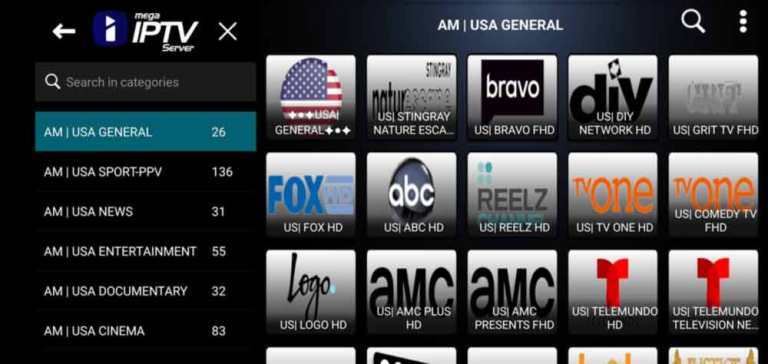 mega
IPTV
Server
Search in categories
AM | USA GENERAL 26
AM | USA SPORT-PPV 136
AM | USA NEWS 31
AM | USA ENTERTAINMENT 55
AM | USA DOCUMENTARY 32
AM | USA CINEMA 83
AM | USA GENERAL
✦•✦USA|
GENERAL✦•✦
STINGRAY
naturescape
US| STINGRAY
NATURE ESCA...
bravo
US| BRAVO FHD
diy
US| DIY
NETWORK HD
US| GRIT TV FHD
FOX HD
US| FOX HD
abc
US| ABC HD
REELZ
CHANNEL
US| REELZ HD
TV one
US| TV ONE HD
TV one
US| COMEDY TV
FHD
Logo.
US| LOGO HD
AMC
US| AMC PLUS
HD
AMC
US| AMC
PRESENTS FHD
US| TELEMUNDO
HD
US| TELEMUNDO
TELEVISION NE...